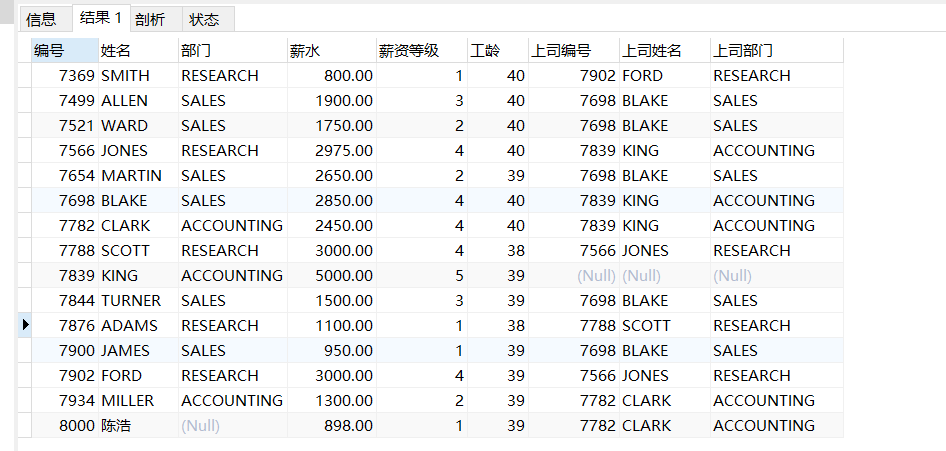 信息 结果 1 剖析 状态
编号 姓名 部门 薪水 薪资等级 工龄 上司编号 上司姓名 上司部门
7369 SMITH RESEARCH 800.00 1 40 7902 FORD RESEARCH
7499 ALLEN SALES 1900.00 3 40 7698 BLAKE SALES
7521 WARD SALES 1750.00 2 40 7698 BLAKE SALES
7566 JONES RESEARCH 2975.00 4 40 7839 KING ACCOUNTING
7654 MARTIN SALES 2650.00 2 39 7698 BLAKE SALES
7698 BLAKE SALES 2850.00 4 40 7839 KING ACCOUNTING
7782 CLARK ACCOUNTING 2450.00 4 40 7839 KING ACCOUNTING
7788 SCOTT RESEARCH 3000.00 4 38 7566 JONES RESEARCH
7839 KING ACCOUNTING 5000.00 5 39 (Null) (Null) (Null)
7844 TURNER SALES 1500.00 3 39 7698 BLAKE SALES
7876 ADAMS RESEARCH 1100.00 1 38 7788 SCOTT RESEARCH
7900 JAMES SALES 950.00 1 39 7698 BLAKE SALES
7902 FORD RESEARCH 3000.00 4 39 7566 JONES RESEARCH
7934 MILLER ACCOUNTING 1300.00 2 39 7782 CLARK ACCOUNTING
8000 陈浩 (Null) 898.00 1 39 7782 CLARK ACCOUNTING